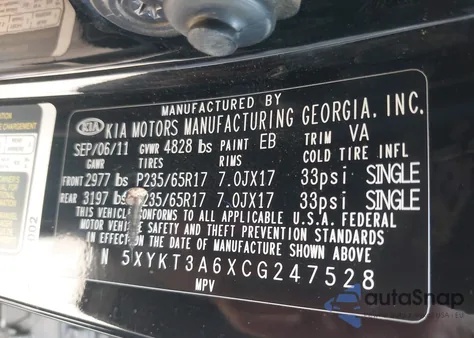 MANUFACTURED BY
KIA KIA MOTORS MANUFACTURING GEORGIA, INC.
SEP/06/11 GVWR 4828 lbs PAINT EB TRIM VA
GAWR TIRES RIMS COLD TIRE INFL
FRONT 2977 lbs P235/65R17 7.0JX17 33psi SINGLE
REAR 3197 lbs P235/65R17 7.0JX17 33psi SINGLE
THIS VEHICLE CONFORMS TO ALL APPLICABLE U.S.A. FEDERAL
MOTOR VEHICLE SAFETY AND THEFT PREVENTION STANDARDS
IN EFFECT ON THE DATE OF MANUFACTURE SHOWN ABOVE.
N 5XYKT3A6XCG247528
MPV
002
autoSnap